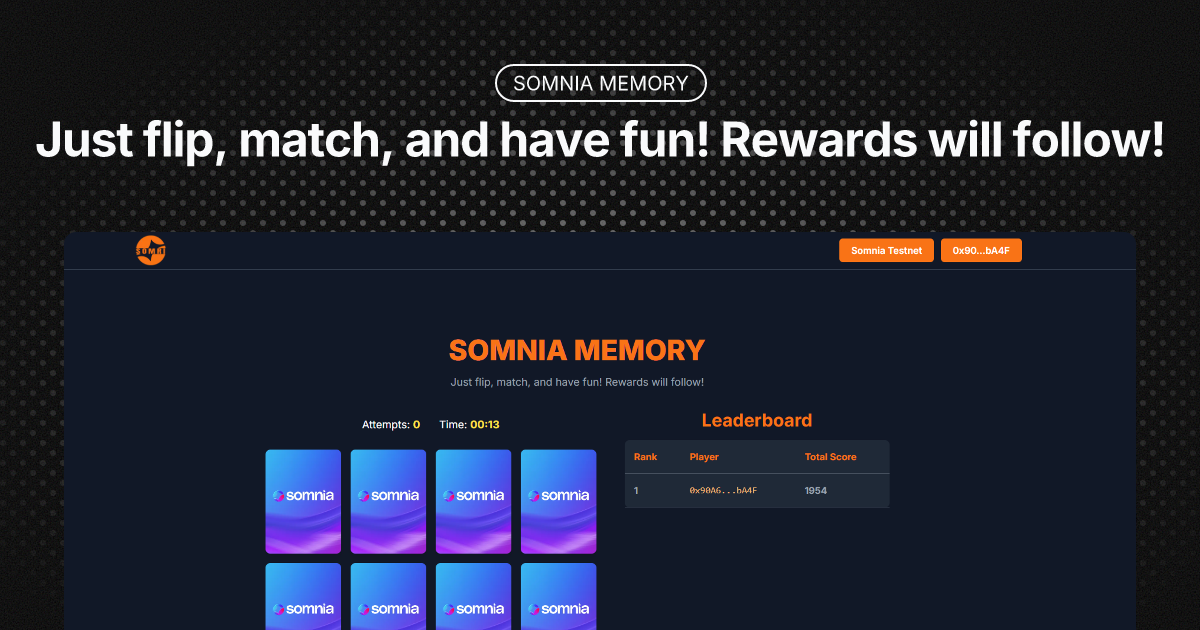 SOMNIA MEMORY
Just flip, match, and have fun! Rewards will follow!
Somnia Testnet 0x90...bA4F
SOMNIA MEMORY
Just flip, match, and have fun! Rewards will follow!
Attempts: 0 Time: 00:13
Leaderboard
Rank Player Total Score
1 0x90A6...bA4F 1954
somnia somnia somnia somnia
somnia somnia somnia somnia